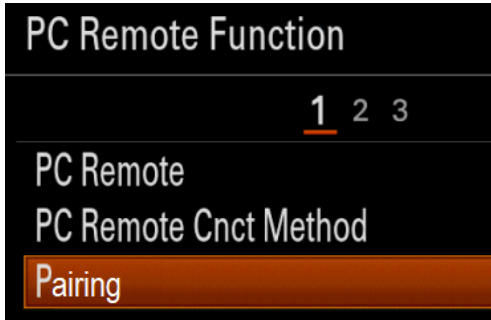 PC Remote Function
1 2 3
PC Remote
PC Remote Cnct Method
Pairing